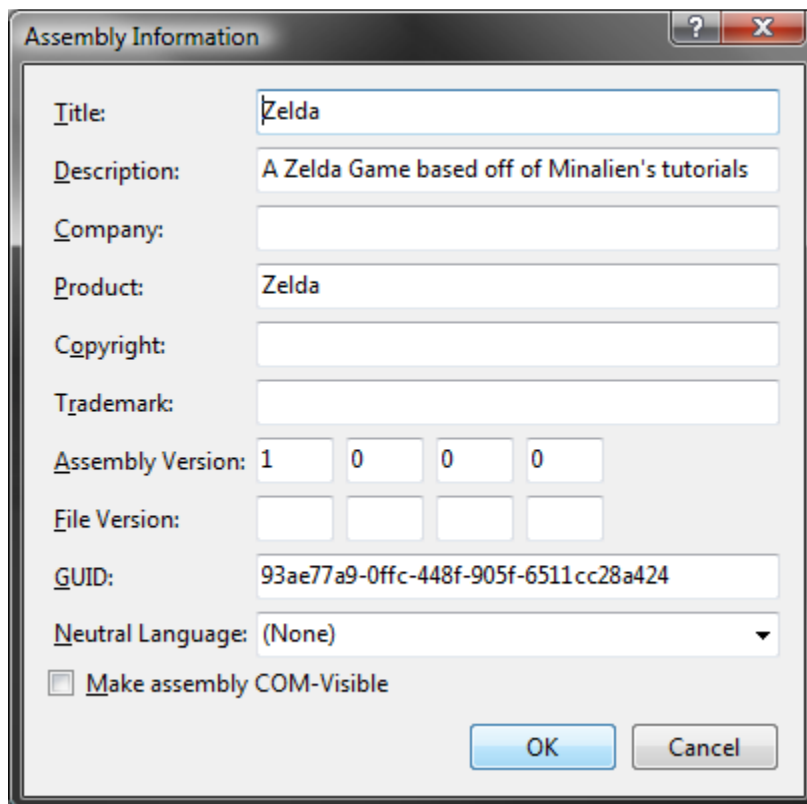 Assembly Information
Title: Zelda
Description: A Zelda Game based off of Minalien's tutorials
Company:
Product: Zelda
Copyright:
Trademark:
Assembly Version: 1 0 0 0
File Version:
GUID: 93ae77a9-0ffc-448f-905f-6511cc28a424
Neutral Language: (None)
Make assembly COM-Visible
OK Cancel